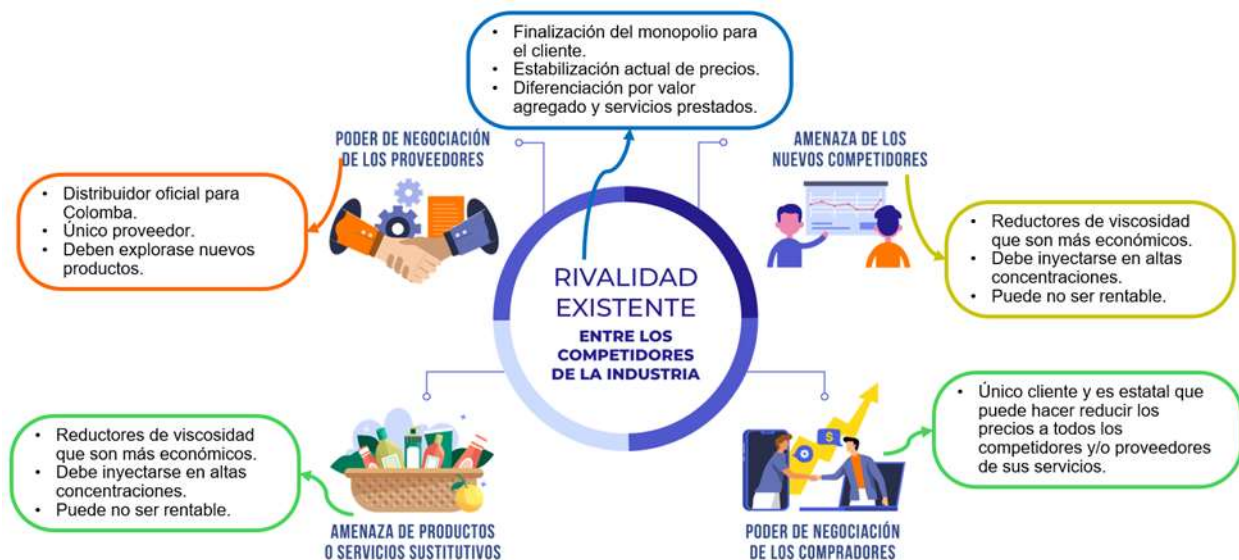 • Finalización del monopolio para
el cliente.
• Estabilización actual de precios.
• Diferenciación por valor
agregado y servicios prestados.
PODER DE NEGOCIACIÓN
DE LOS PROVEEDORES
AMENAZA DE LOS
NUEVOS COMPETIDORES
• Distribuidor oficial para
Colomba.
• Único proveedor.
• Deben explorase nuevos
productos.
• Reductores de viscosidad
que son más económicos.
• Debe inyectarse en altas
concentraciones.
• Puede no ser rentable.
RIVALIDAD
EXISTENTE
ENTRE LOS
COMPETIDORES
DE LA INDUSTRIA
• Reductores de viscosidad
que son más económicos.
• Debe inyectarse en altas
concentraciones.
• Puede no ser rentable.
• Único cliente y es estatal que
puede hacer reducir los
precios a todos los
competidores y/o proveedores
de sus servicios.
$
AMENAZA DE PRODUCTOS
O SERVICIOS SUSTITUTIVOS
PODER DE NEGOCIACIÓN
DE LOS COMPRADORES